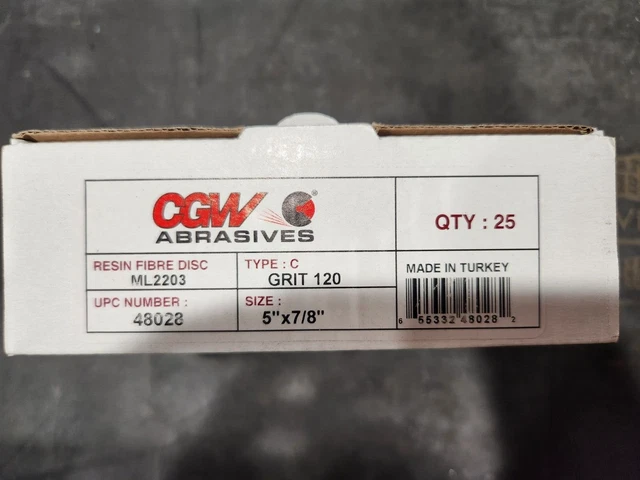 CGW®
ABRASIVES
QTY : 25
RESIN FIBRE DISC
ML2203
TYPE : C
GRIT 120
MADE IN TURKEY
UPC NUMBER :
48028
SIZE :
5"x7/8"
6 55332 48028 2